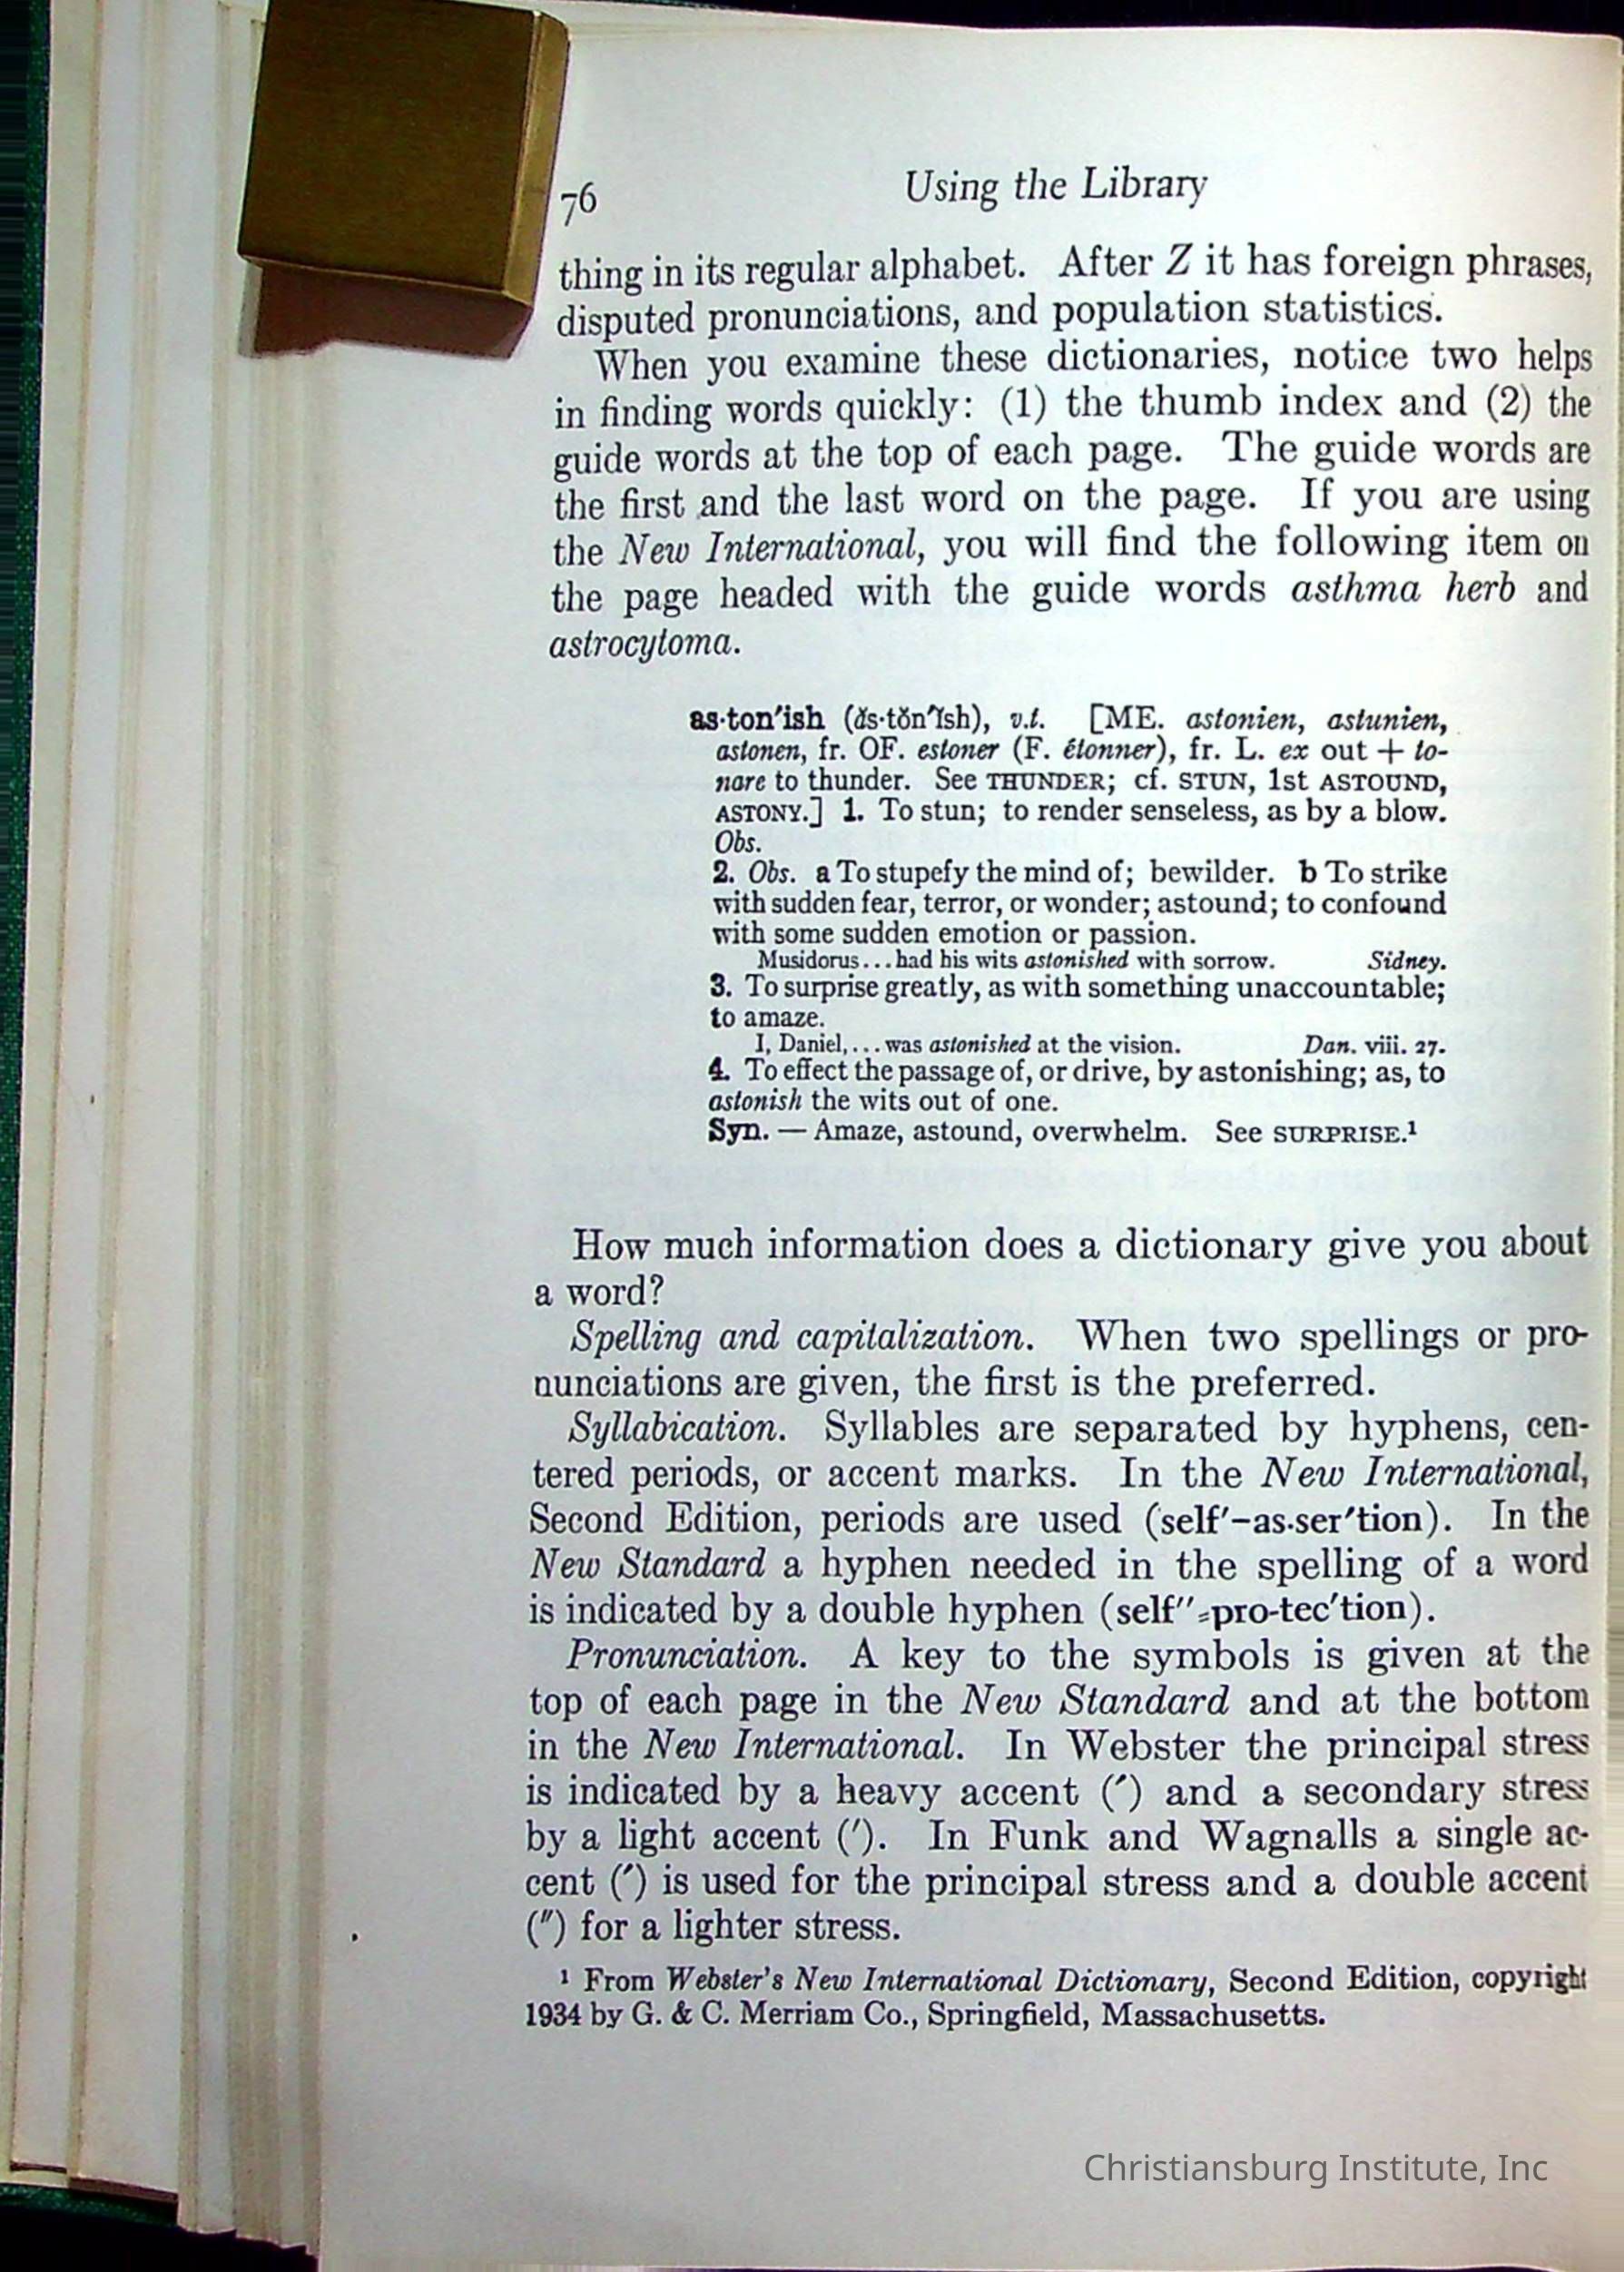 76
Using the Library
thing in its regular alphabet. After Z it has foreign phrases,
disputed pronunciations, and population statistics.
When you examine these dictionaries, notice two helps
in finding words quickly: (1) the thumb index and (2) the
guide words at the top of each page. The guide words are
the first and the last word on the page. If you are using
the New International, you will find the following item on
the page headed with the guide words asthma herb and
astrocytoma.
as·ton′ish (ăs·tŏn′ĭsh), v.t. [ME. astonien, astunien,
astonen, fr. OF. estoner (F. étonner), fr. L. ex out + to-
nare to thunder. See THUNDER; cf. STUN, 1st ASTOUND,
ASTONY.] 1. To stun; to render senseless, as by a blow.
Obs.
2. Obs. a To stupefy the mind of; bewilder. b To strike
with sudden fear, terror, or wonder; astound; to confound
with some sudden emotion or passion.
Musidorus...had his wits astonished with sorrow. Sidney.
3. To surprise greatly, as with something unaccountable;
to amaze.
I, Daniel,...was astonished at the vision. Dan. viii. 27.
4. To effect the passage of, or drive, by astonishing; as, to
astonish the wits out of one.
Syn. — Amaze, astound, overwhelm. See SURPRISE.¹
How much information does a dictionary give you about
a word?
Spelling and capitalization. When two spellings or pro-
nunciations are given, the first is the preferred.
Syllabication. Syllables are separated by hyphens, cen-
tered periods, or accent marks. In the New International,
Second Edition, periods are used (self′-as·ser′tion). In the
New Standard a hyphen needed in the spelling of a word
is indicated by a double hyphen (self″=pro-tec′tion).
Pronunciation. A key to the symbols is given at the
top of each page in the New Standard and at the bottom
in the New International. In Webster the principal stress
is indicated by a heavy accent (′) and a secondary stress
by a light accent (′). In Funk and Wagnalls a single ac-
cent (′) is used for the principal stress and a double accent
(″) for a lighter stress.
¹ From Webster's New International Dictionary, Second Edition, copyright
1934 by G. & C. Merriam Co., Springfield, Massachusetts.
Christiansburg Institute, Inc